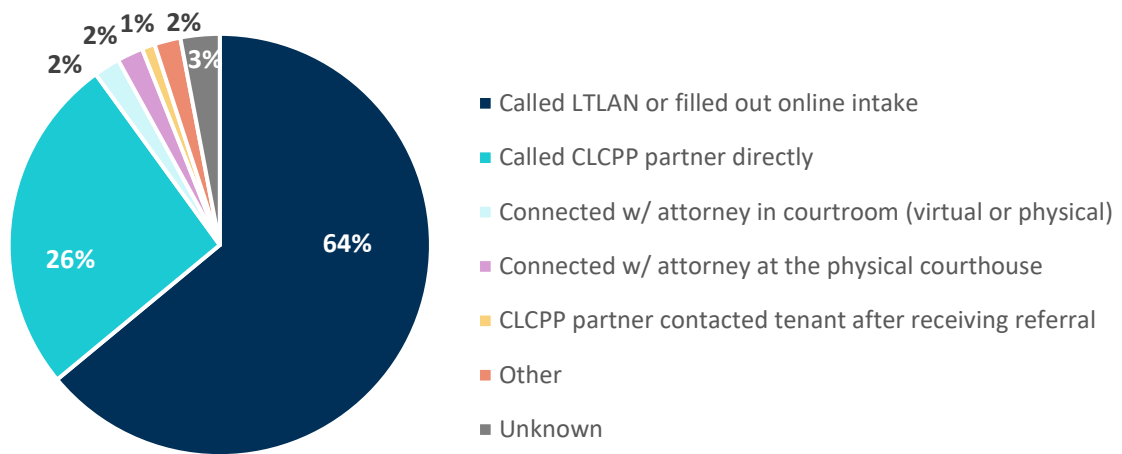 2%
1%
2%
2%
3%
64%
26%
Called LTLAN or filled out online intake
Called CLCPP partner directly
Connected w/ attorney in courtroom (virtual or physical)
Connected w/ attorney at the physical courthouse
CLCPP partner contacted tenant after receiving referral
Other
Unknown